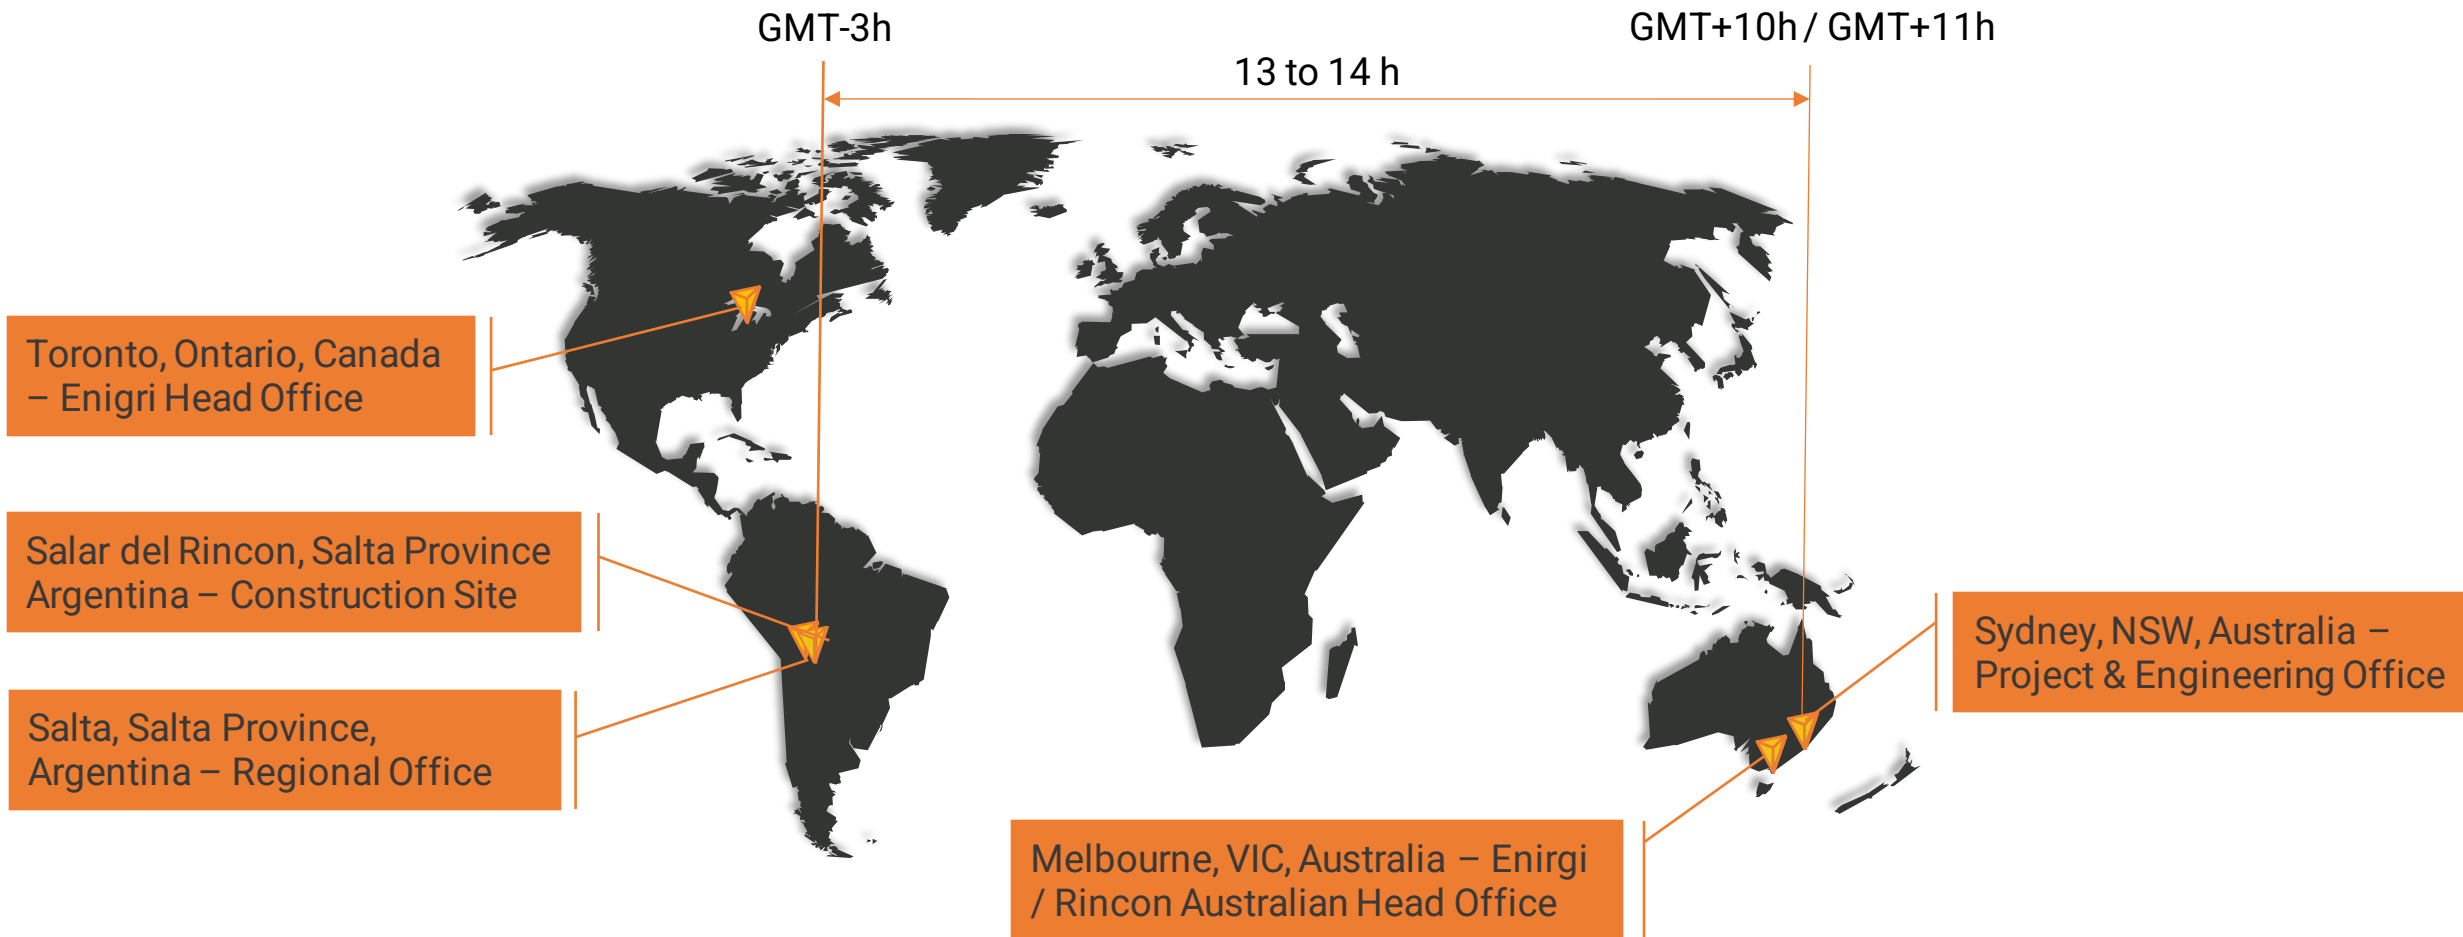 GMT-3h
GMT+10h / GMT+11h
13 to 14 h
Toronto, Ontario, Canada
– Enigri Head Office
Salar del Rincon, Salta Province
Argentina – Construction Site
Salta, Salta Province,
Argentina – Regional Office
Sydney, NSW, Australia –
Project & Engineering Office
Melbourne, VIC, Australia – Enirgi
/ Rincon Australian Head Office